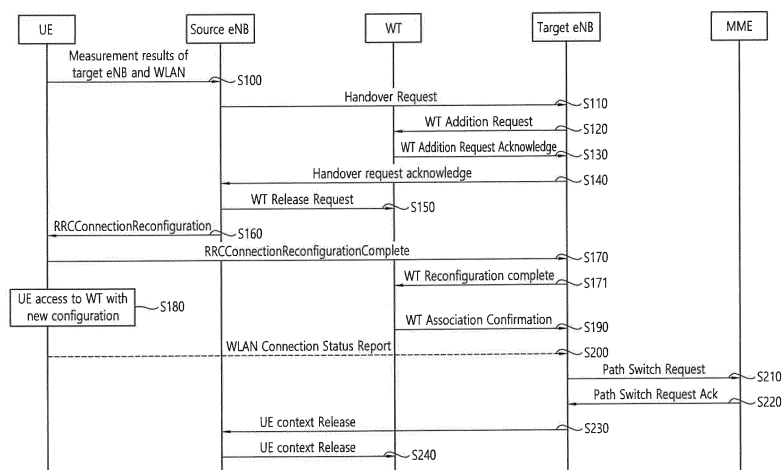 UE
Source eNB
WT
Target eNB
MME
Measurement results of
target eNB and WLAN
S100
Handover Request
S110
WT Addition Request
S120
WT Addition Request Acknowledge
S130
Handover request acknowledge
S140
WT Release Request
S150
RRCConnectionReconfiguration
S160
RRCConnectionReconfigurationComplete
S170
WT Reconfiguration complete
S171
UE access to WT with
new configuration
S180
WT Association Confirmation
S190
WLAN Connection Status Report
S200
Path Switch Request
S210
Path Switch Request Ack
S220
UE context Release
S230
UE context Release
S240